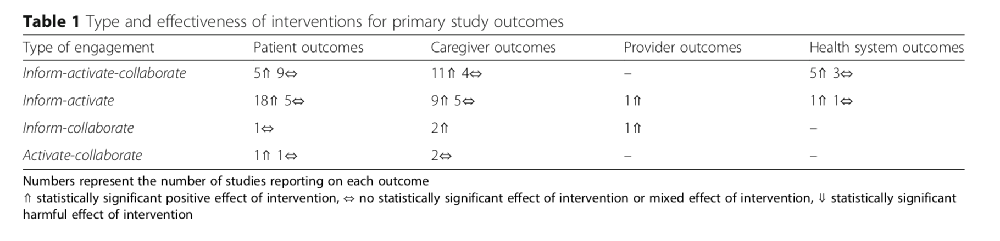 Table 1 Type and effectiveness of interventions for primary study outcomes
Type of engagement Patient outcomes Caregiver outcomes Provider outcomes Health system outcomes
Inform-activate-collaborate 5⇑ 9⇔ 11⇑ 4⇔ – 5⇑ 3⇔
Inform-activate 18⇑ 5⇔ 9⇑ 5⇔ 1⇑ 1⇑ 1⇔
Inform-collaborate 1⇔ 2⇑ 1⇑ –
Activate-collaborate 1⇑ 1⇔ 2⇔ – –
Numbers represent the number of studies reporting on each outcome
⇑ statistically significant positive effect of intervention, ⇔ no statistically significant effect of intervention or mixed effect of intervention, ⇓ statistically significant
harmful effect of intervention